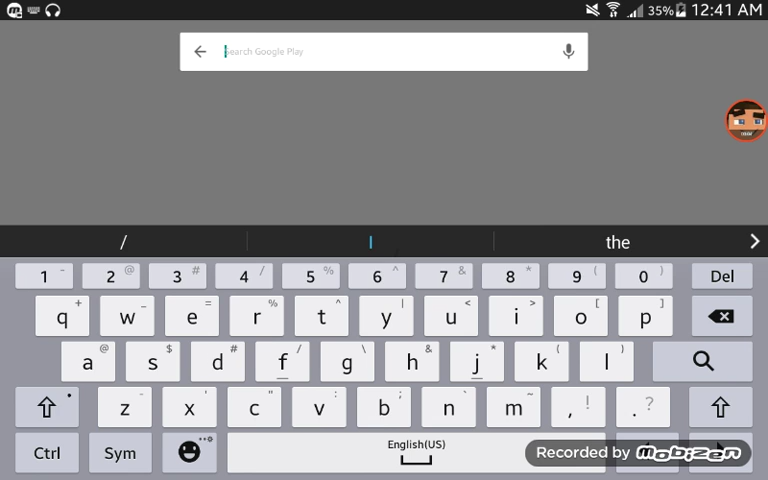 35% 12:41 AM
Search Google Play
/ I the
1 - 2 @ 3 # 4 / 5 % 6 ^ 7 & 8 * 9 ( 0 ) Del
q + w _ e = r % t ^ y | u < i > o [ p ]
a @ s $ d # f / g \ h & j * k ( l )
z - x ' c " v : b ; n ` m ~ , ! . ?
Ctrl Sym English(US)
Recorded by mobizen